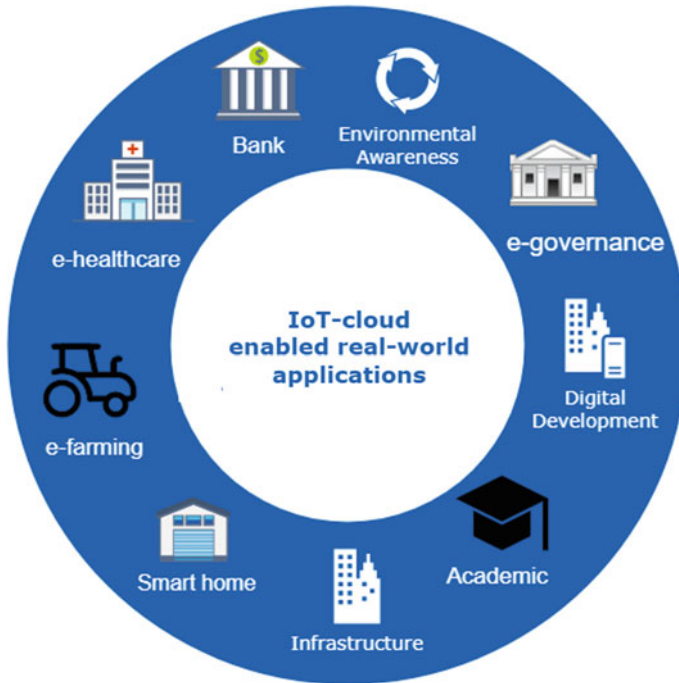 Bank
Environmental
Awareness
e-governance
Digital
Development
Academic
Infrastructure
Smart home
e-farming
e-healthcare
IoT-cloud
enabled real-world
applications
$